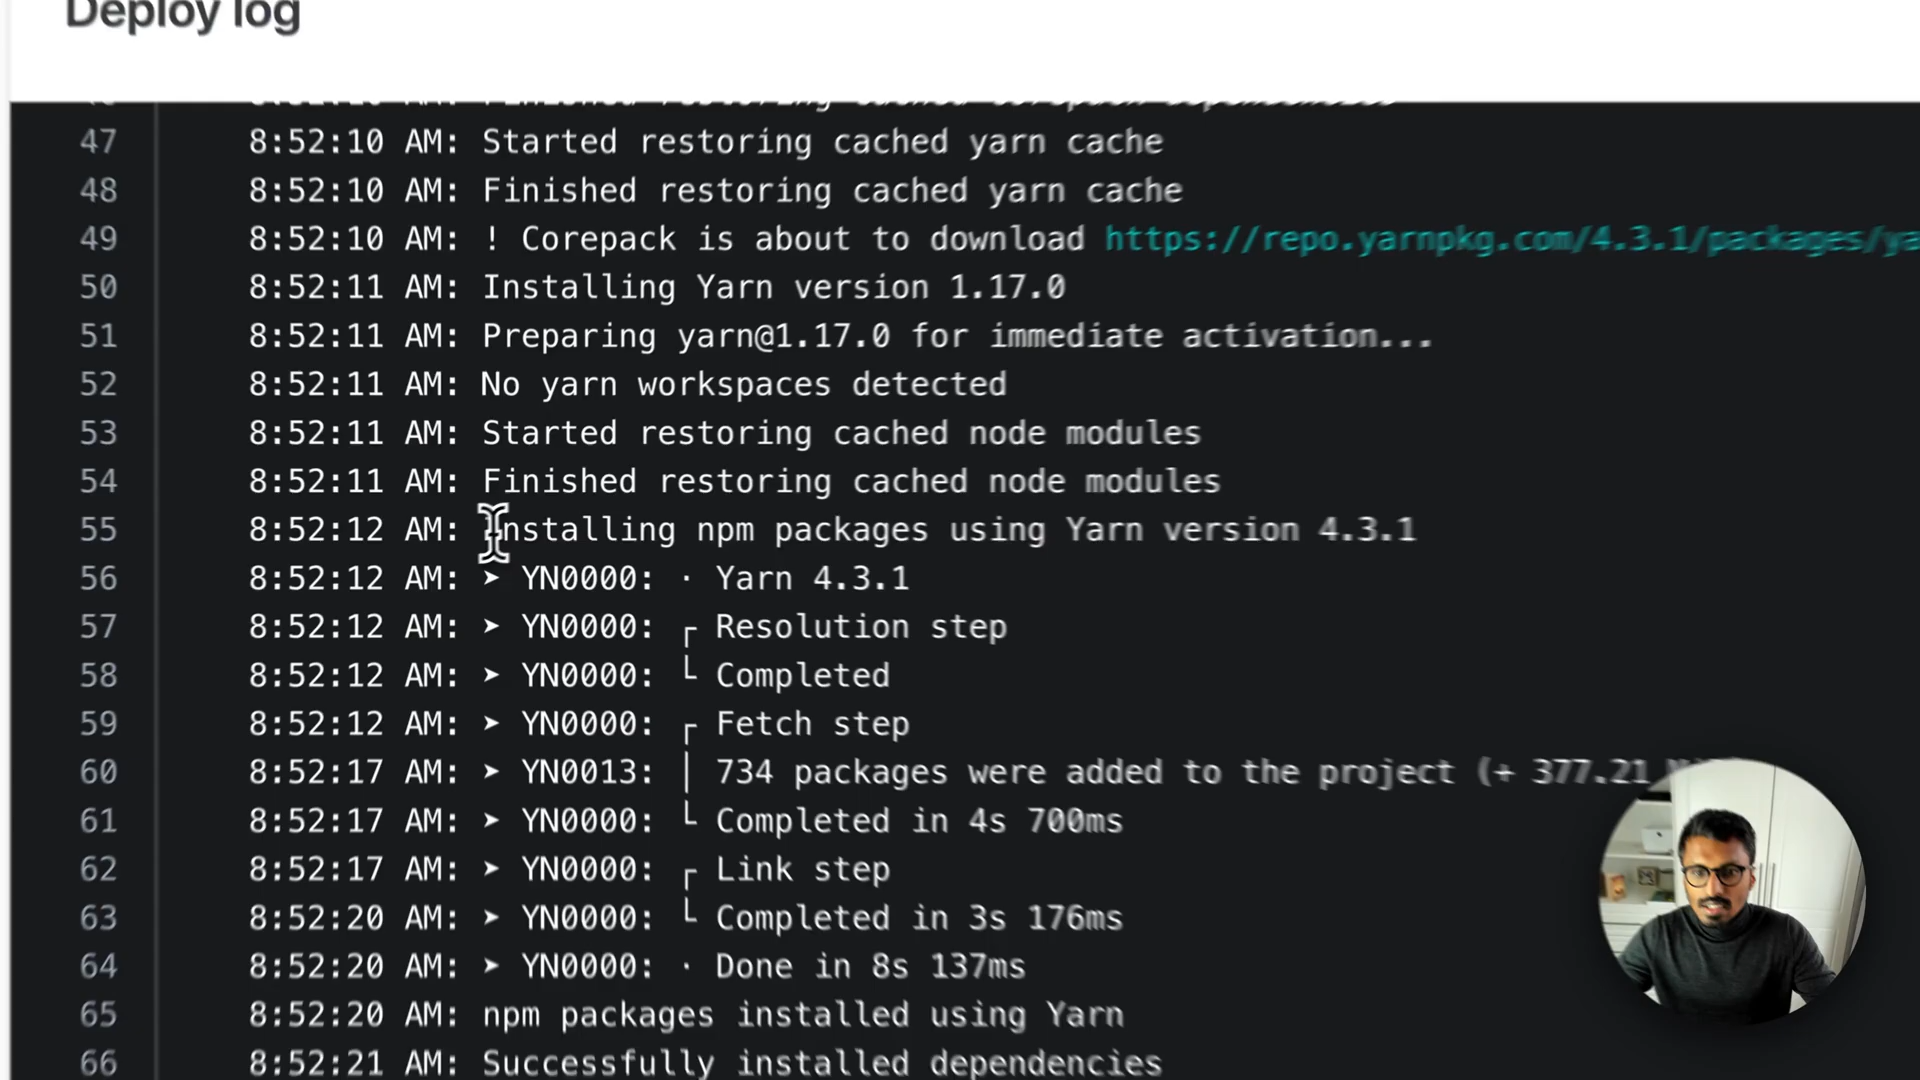 Deploy log
47 8:52:10 AM: Started restoring cached yarn cache
48 8:52:10 AM: Finished restoring cached yarn cache
49 8:52:10 AM: ! Corepack is about to download https://repo.yarnpkg.com/4.3.1/packages/ya
50 8:52:11 AM: Installing Yarn version 1.17.0
51 8:52:11 AM: Preparing yarn@1.17.0 for immediate activation...
52 8:52:11 AM: No yarn workspaces detected
53 8:52:11 AM: Started restoring cached node modules
54 8:52:11 AM: Finished restoring cached node modules
55 8:52:12 AM: Installing npm packages using Yarn version 4.3.1
56 8:52:12 AM: ➤ YN0000: · Yarn 4.3.1
57 8:52:12 AM: ➤ YN0000: ┌ Resolution step
58 8:52:12 AM: ➤ YN0000: └ Completed
59 8:52:12 AM: ➤ YN0000: ┌ Fetch step
60 8:52:17 AM: ➤ YN0013: │ 734 packages were added to the project (+ 377.21
61 8:52:17 AM: ➤ YN0000: └ Completed in 4s 700ms
62 8:52:17 AM: ➤ YN0000: ┌ Link step
63 8:52:20 AM: ➤ YN0000: └ Completed in 3s 176ms
64 8:52:20 AM: ➤ YN0000: · Done in 8s 137ms
65 8:52:20 AM: npm packages installed using Yarn
66 8:52:21 AM: Successfully installed dependencies